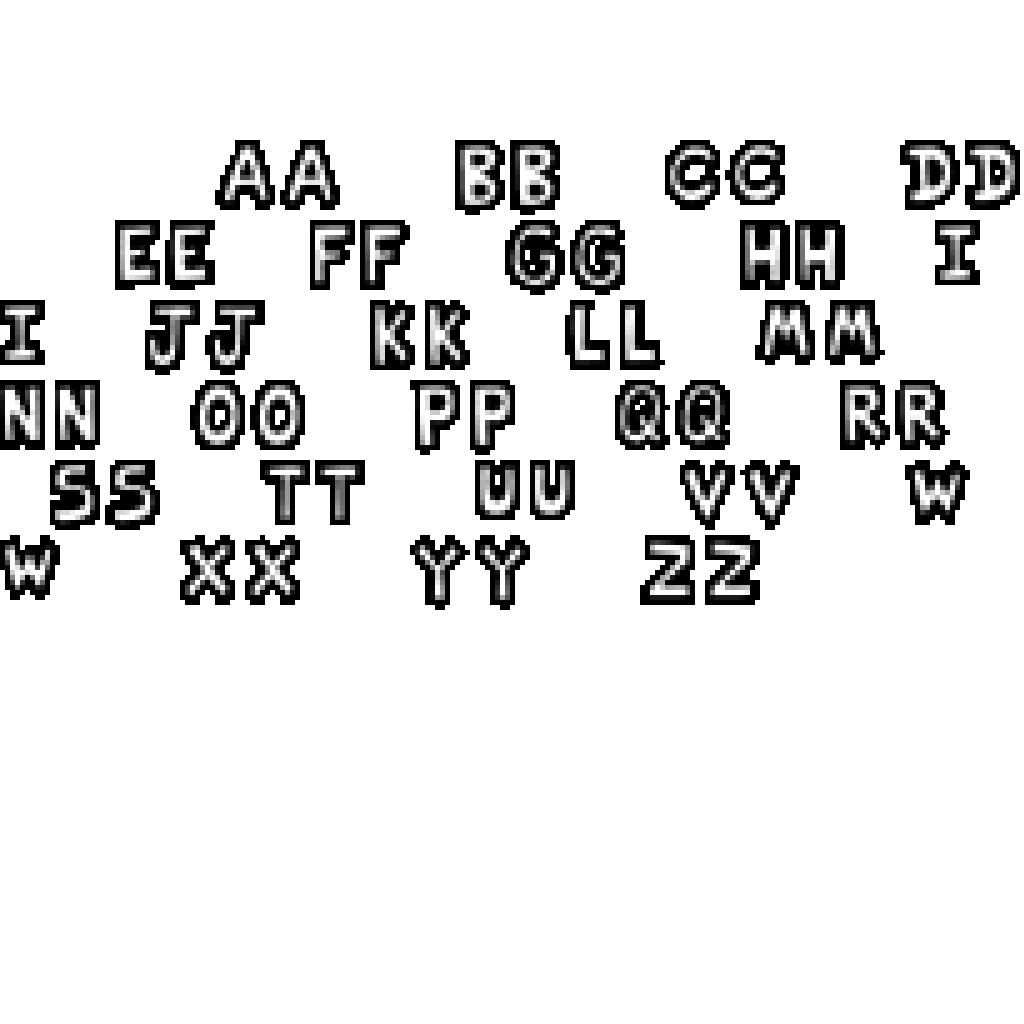 AA BB CC DD
EE FF GG HH I
I JJ KK LL MM
NN OO PP QQ RR
SS TT UU VV W
W XX YY ZZ